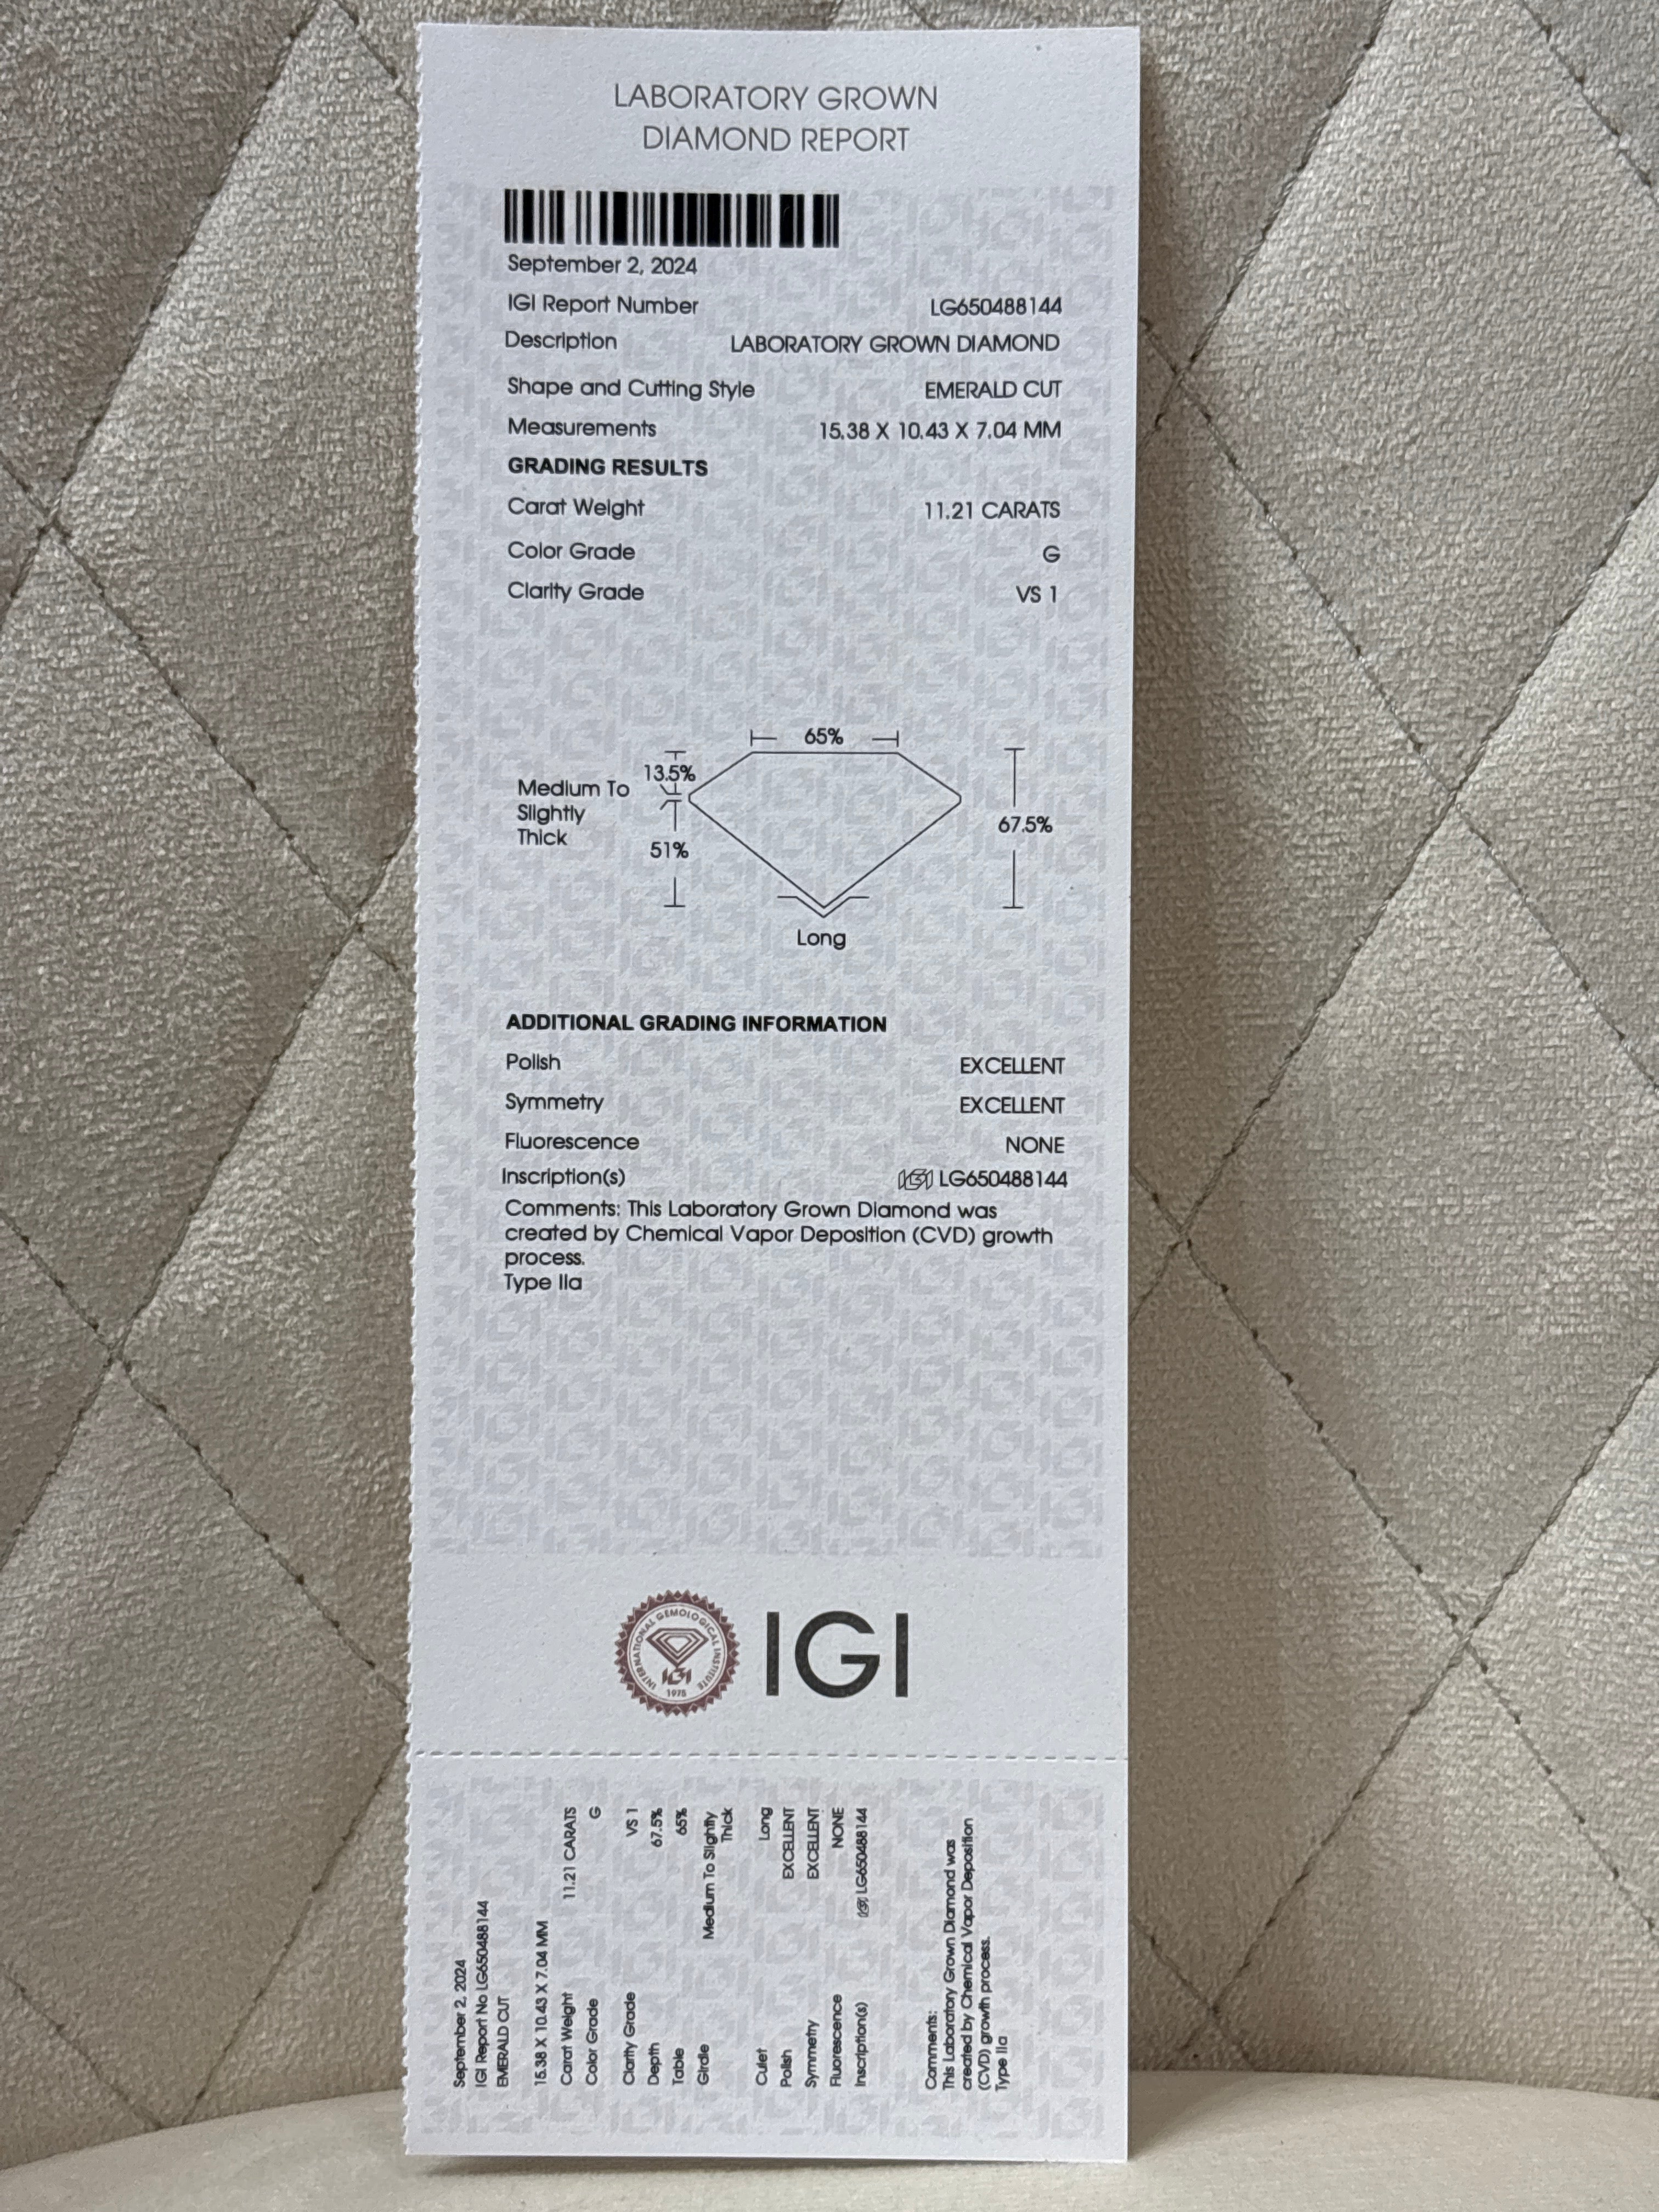 LABORATORY GROWN
DIAMOND REPORT
September 2, 2024
IGI Report Number LG650488144
Description LABORATORY GROWN DIAMOND
Shape and Cutting Style EMERALD CUT
Measurements 15.38 X 10.43 X 7.04 MM
GRADING RESULTS
Carat Weight 11.21 CARATS
Color Grade G
Clarity Grade VS 1
65%
13.5%
Medium To
Slightly
Thick
67.5%
51%
Long
ADDITIONAL GRADING INFORMATION
Polish EXCELLENT
Symmetry EXCELLENT
Fluorescence NONE
Inscription(s) IGI LG650488144
Comments: This Laboratory Grown Diamond was
created by Chemical Vapor Deposition (CVD) growth
process.
Type IIa
INTERNATIONAL GEMOLOGICAL INSTITUTE
IGI
1975
IGI
September 2, 2024
IGI Report No LG650488144
EMERALD CUT
15.38 X 10.43 X 7.04 MM
Carat Weight 11.21 CARATS
Color Grade G
Clarity Grade VS 1
Depth 67.5%
Table 65%
Girdle Medium To Slightly
Thick
Culet Long
Polish EXCELLENT
Symmetry EXCELLENT
Fluorescence NONE
Inscription(s) IGI LG650488144
Comments:
This Laboratory Grown Diamond was
created by Chemical Vapor Deposition
(CVD) growth process.
Type IIa